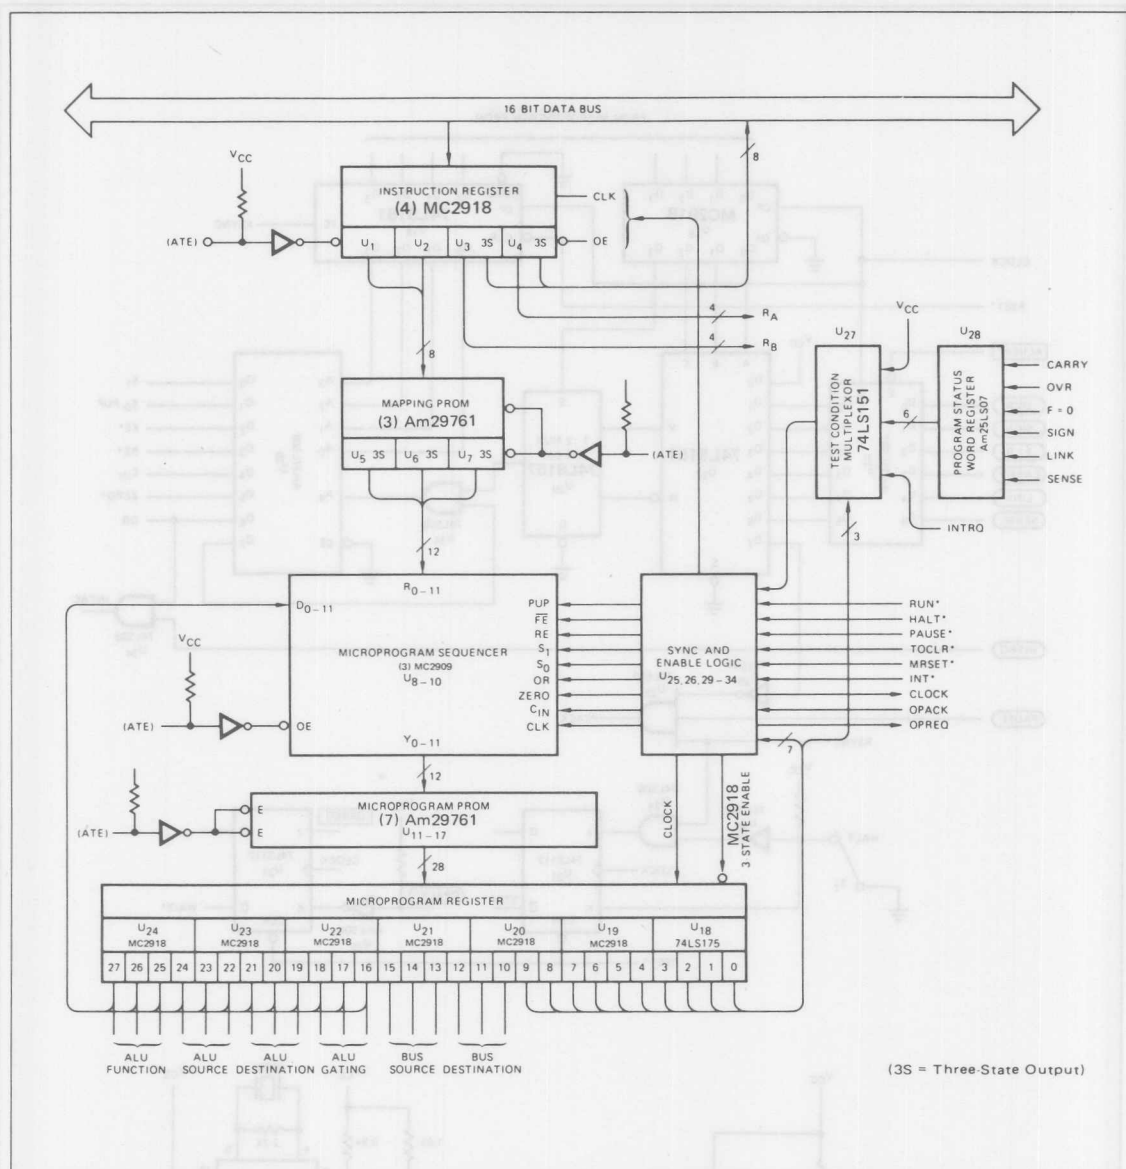 16 BIT DATA BUS
8
VCC
INSTRUCTION REGISTER
(4) MC2918
CLK
(ATE)
U1 U2 U3 3S U4 3S
OE
4
RA
4
RB
8
VCC
U27
U28
MAPPING PROM
(3) Am29761
U5 3S U6 3S U7 3S
(ATE)
TEST CONDITION
MULTIPLEXOR
74LS151
6
PROGRAM STATUS
WORD REGISTER
Am25LS07
CARRY
OVR
F = 0
SIGN
LINK
SENSE
INTRQ
3
12
R0-11
D0-11
MICROPROGRAM SEQUENCER
(3) MC2909
U8-10
Y0-11
VCC
(ATE)
OE
PUP
FE
RE
S1
S0
OR
ZERO
CIN
CLK
SYNC AND
ENABLE LOGIC
U25, 26, 29-34
RUN*
HALT*
PAUSE*
TOCLR*
MRSET*
INT*
CLOCK
OPACK
OPREQ
7
12
(ATE)
E
E
MICROPROGRAM PROM
(7) Am29761
U11-17
28
CLOCK
MC2918
3 STATE ENABLE
MICROPROGRAM REGISTER
U24 U23 U22 U21 U20 U19 U18
MC2918 MC2918 MC2918 MC2918 MC2918 MC2918 74LS175
27 26 25 24 23 22 21 20 19 18 17 16 15 14 13 12 11 10 9 8 7 6 5 4 3 2 1 0
ALU FUNCTION
ALU SOURCE
ALU DESTINATION
ALU GATING
BUS SOURCE
BUS DESTINATION
(3S = Three-State Output)